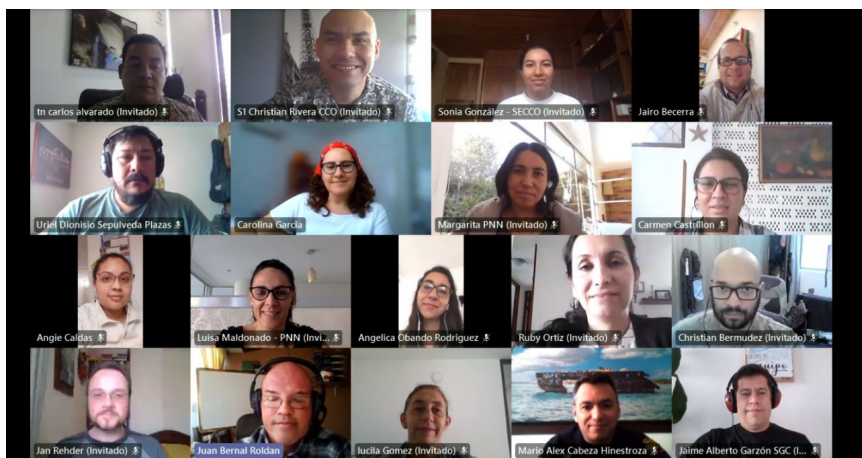 tn carlos alvarado (Invitado)
S1 Christian Rivera CCO (Invitado)
Sonia González - SECCO (Invitado)
Jairo Becerra
Uriel Dionisio Sepulveda Plazas
Carolina García
Margarita PNN (Invitado)
Carmen Castrillon
Angie Caldas
Luisa Maldonado - PNN (Invi...
Angelica Obando Rodriguez
Ruby Ortiz (Invitado)
Christian Bermudez (Invitado)
equipo
Jan Rehder (Invitado)
Juan Bernal Roldan
lucila Gomez (Invitado)
Mario Alex Cabeza Hinestroza
Jaime Alberto Garzón SGC (I...